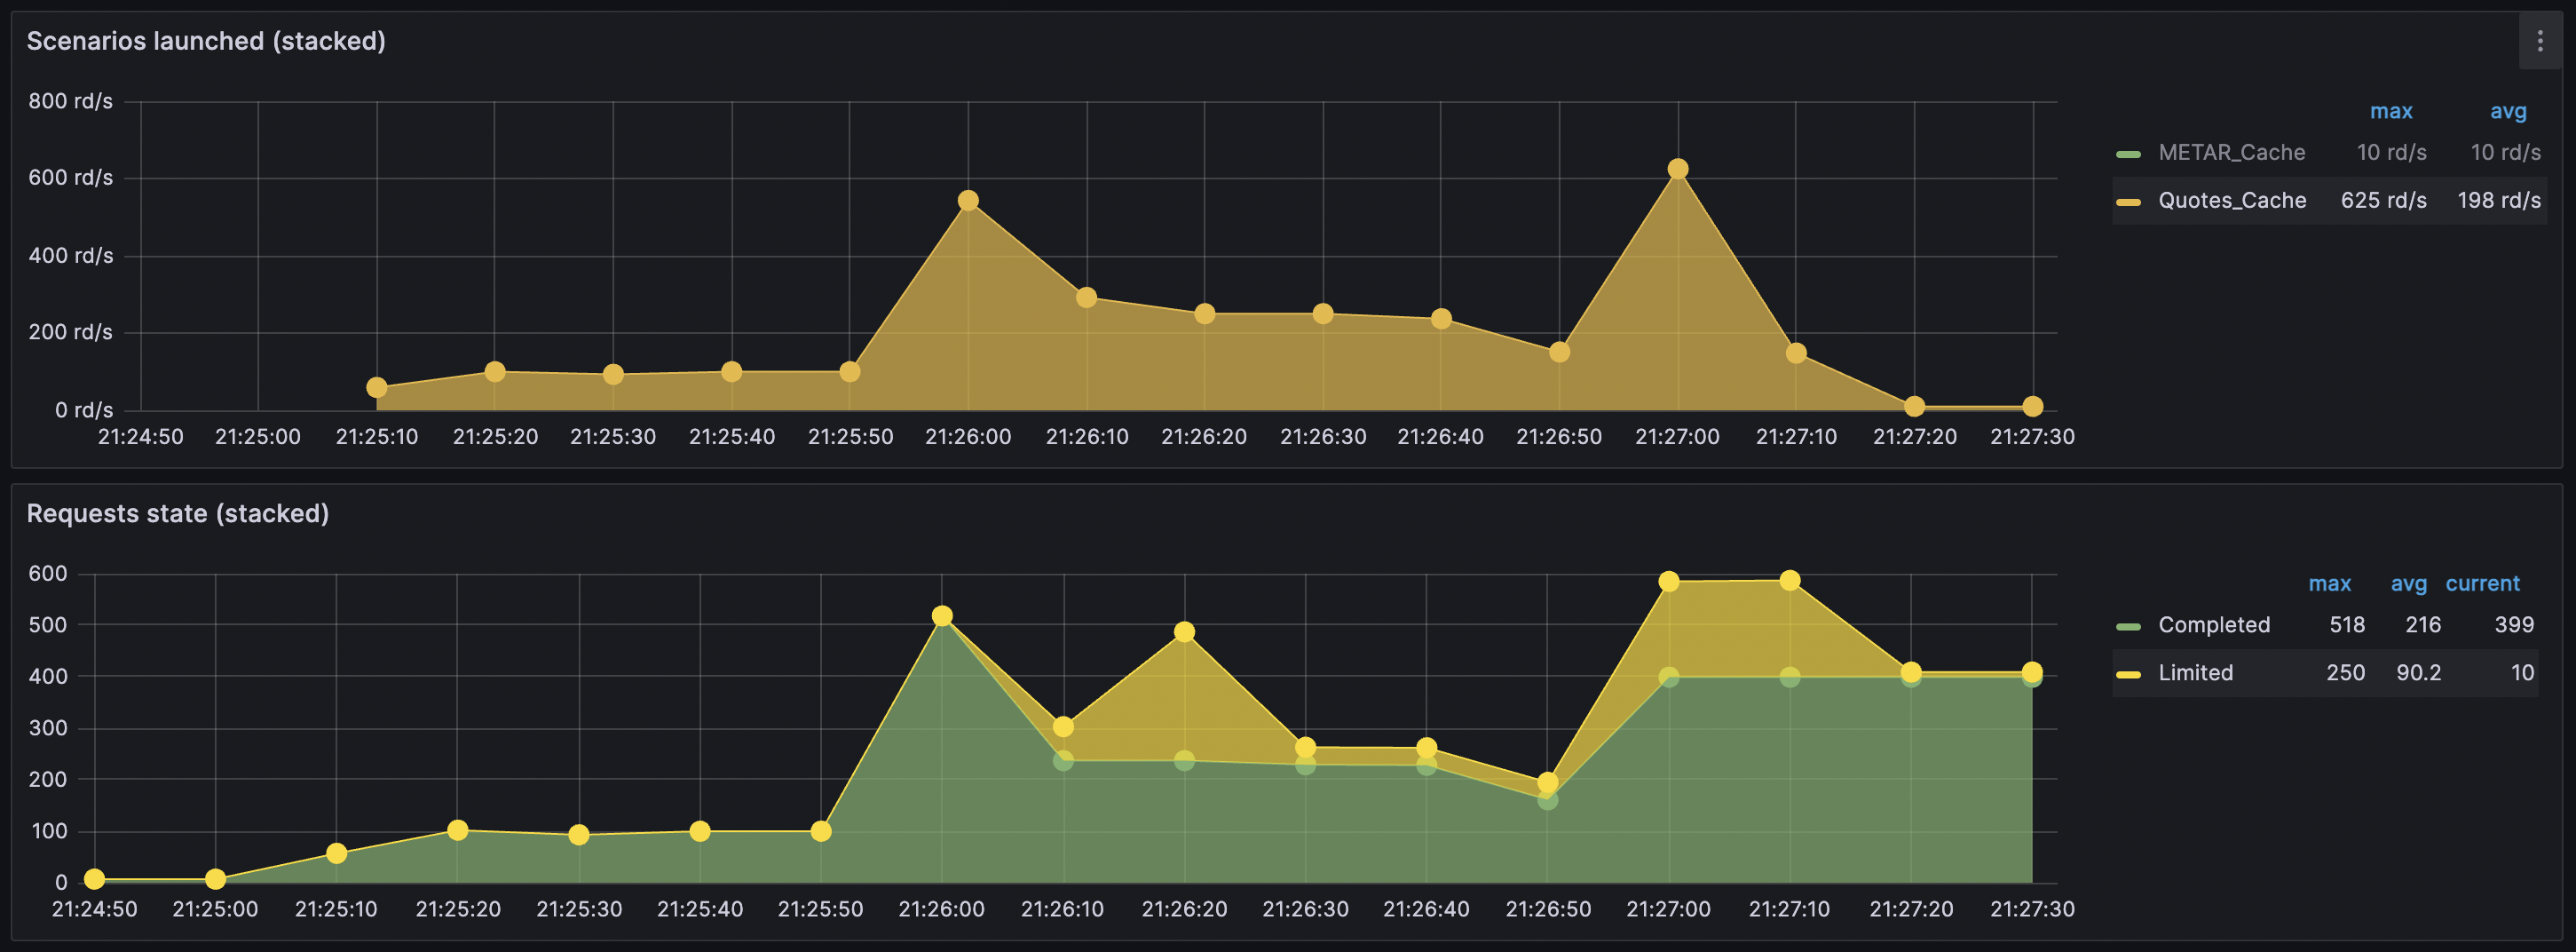 Scenarios launched (stacked)
800 rd/s
600 rd/s
400 rd/s
200 rd/s
0 rd/s
21:24:50 21:25:00 21:25:10 21:25:20 21:25:30 21:25:40 21:25:50 21:26:00 21:26:10 21:26:20 21:26:30 21:26:40 21:26:50 21:27:00 21:27:10 21:27:20 21:27:30
max avg
METAR_Cache 10 rd/s 10 rd/s
Quotes_Cache 625 rd/s 198 rd/s
Requests state (stacked)
600
500
400
300
200
100
0
21:24:50 21:25:00 21:25:10 21:25:20 21:25:30 21:25:40 21:25:50 21:26:00 21:26:10 21:26:20 21:26:30 21:26:40 21:26:50 21:27:00 21:27:10 21:27:20 21:27:30
max avg current
Completed 518 216 399
Limited 250 90.2 10